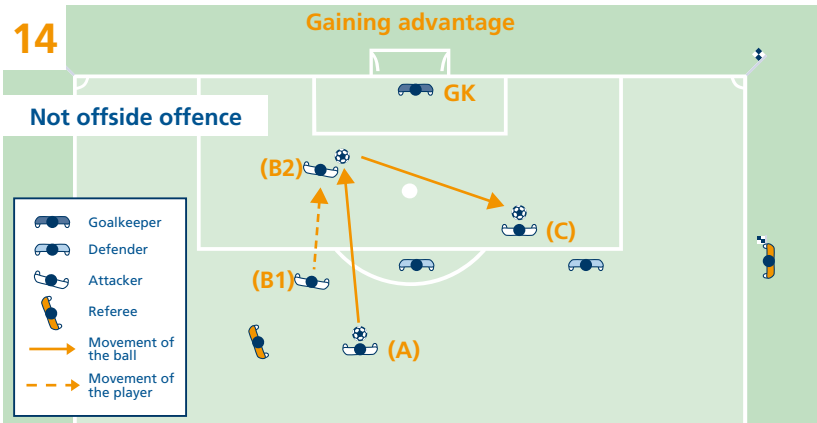 14
Gaining advantage
GK
Not offside offence
(B2)
(C)
(B1)
(A)
Goalkeeper
Defender
Attacker
Referee
Movement of
the ball
Movement of
the player